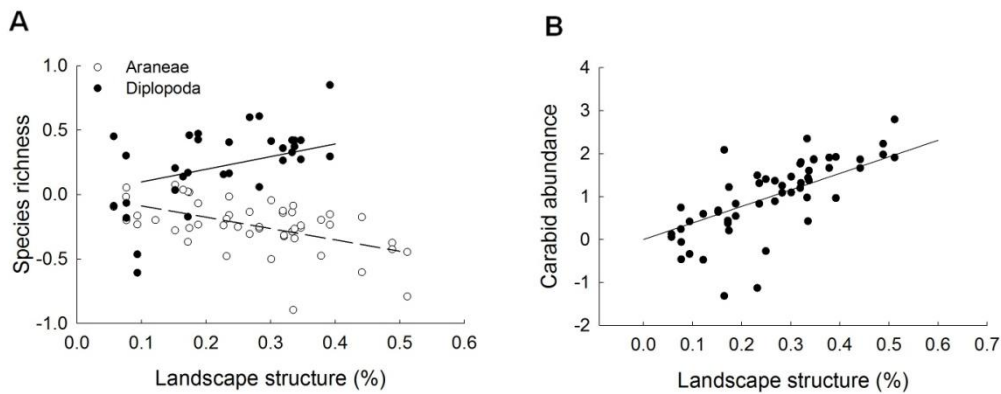 A
B
Araneae
Diplopoda
Species richness
1.0
0.5
0.0
-0.5
-1.0
0.0 0.1 0.2 0.3 0.4 0.5 0.6
Landscape structure (%)
Carabid abundance
4
3
2
1
0
-1
-2
0.0 0.1 0.2 0.3 0.4 0.5 0.6 0.7
Landscape structure (%)